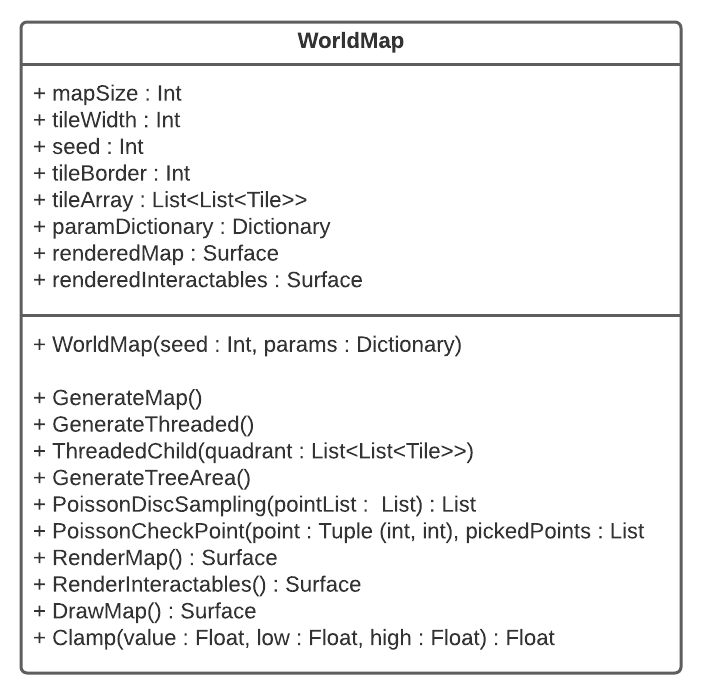 WorldMap
+ mapSize : Int
+ tileWidth : Int
+ seed : Int
+ tileBorder : Int
+ tileArray : List<List<Tile>>
+ paramDictionary : Dictionary
+ renderedMap : Surface
+ renderedInteractables : Surface
+ WorldMap(seed : Int, params : Dictionary)
+ GenerateMap()
+ GenerateThreaded()
+ ThreadedChild(quadrant : List<List<Tile>>)
+ GenerateTreeArea()
+ PoissonDiscSampling(pointList :  List) : List
+ PoissonCheckPoint(point : Tuple (int, int), pickedPoints : List
+ RenderMap() : Surface
+ RenderInteractables() : Surface
+ DrawMap() : Surface
+ Clamp(value : Float, low : Float, high : Float) : Float